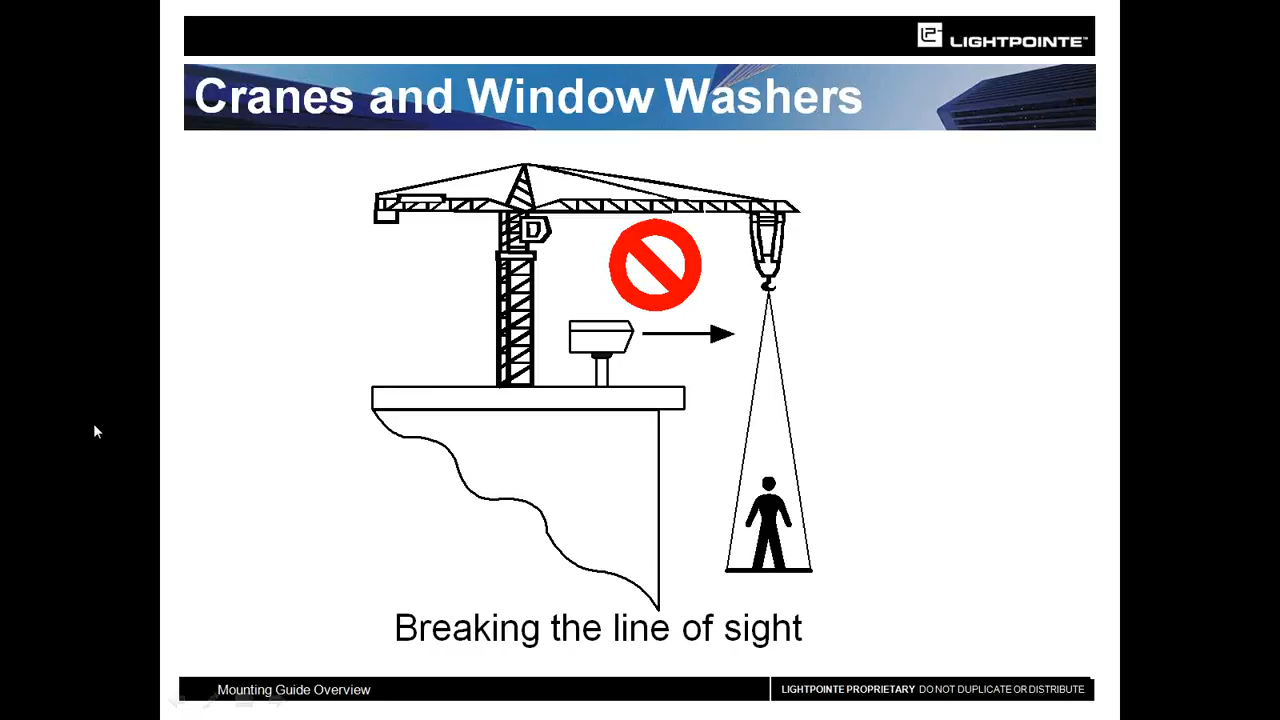 LIGHTPOINTE™
Cranes and Window Washers
Breaking the line of sight
Mounting Guide Overview
LIGHTPOINTE PROPRIETARY DO NOT DUPLICATE OR DISTRIBUTE